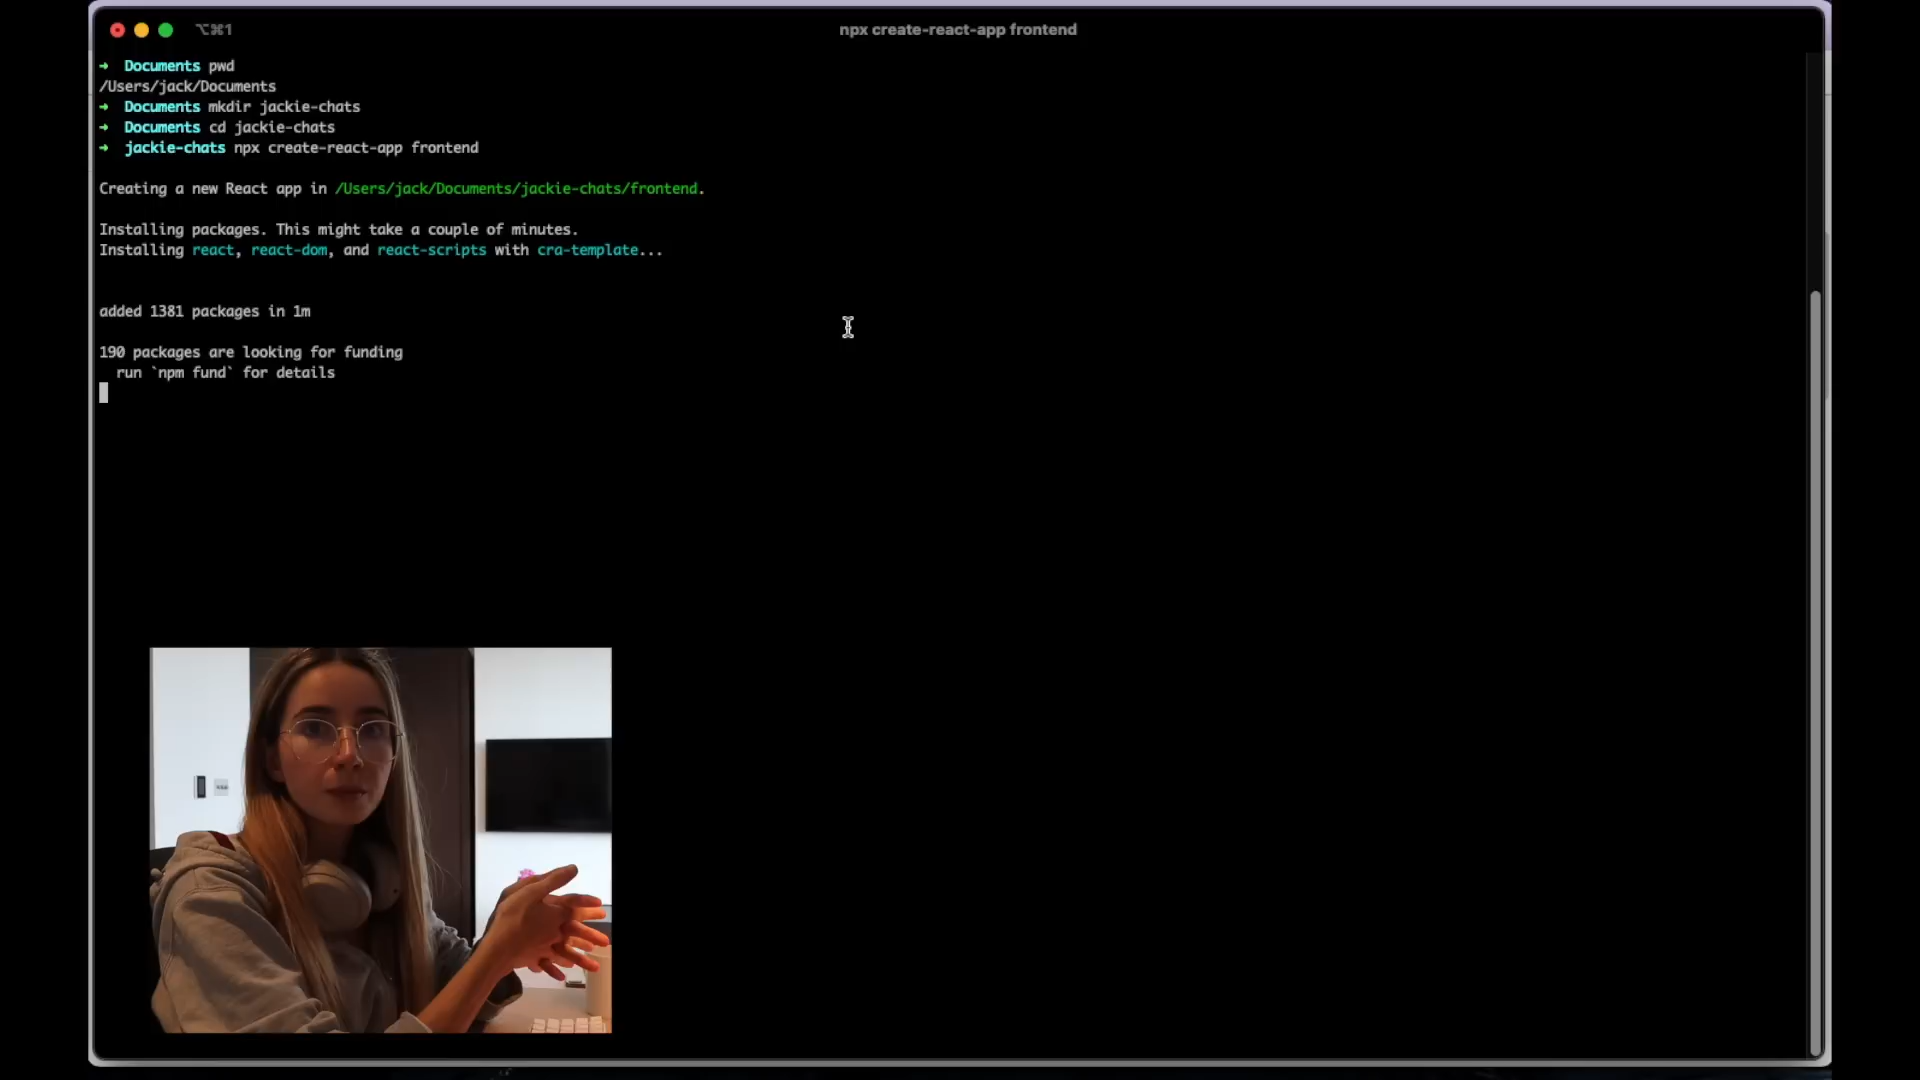 ⌥⌘1
npx create-react-app frontend
➜ Documents pwd
/Users/jack/Documents
➜ Documents mkdir jackie-chats
➜ Documents cd jackie-chats
➜ jackie-chats npx create-react-app frontend
Creating a new React app in /Users/jack/Documents/jackie-chats/frontend.
Installing packages. This might take a couple of minutes.
Installing react, react-dom, and react-scripts with cra-template...
added 1381 packages in 1m
190 packages are looking for funding
run `npm fund` for details